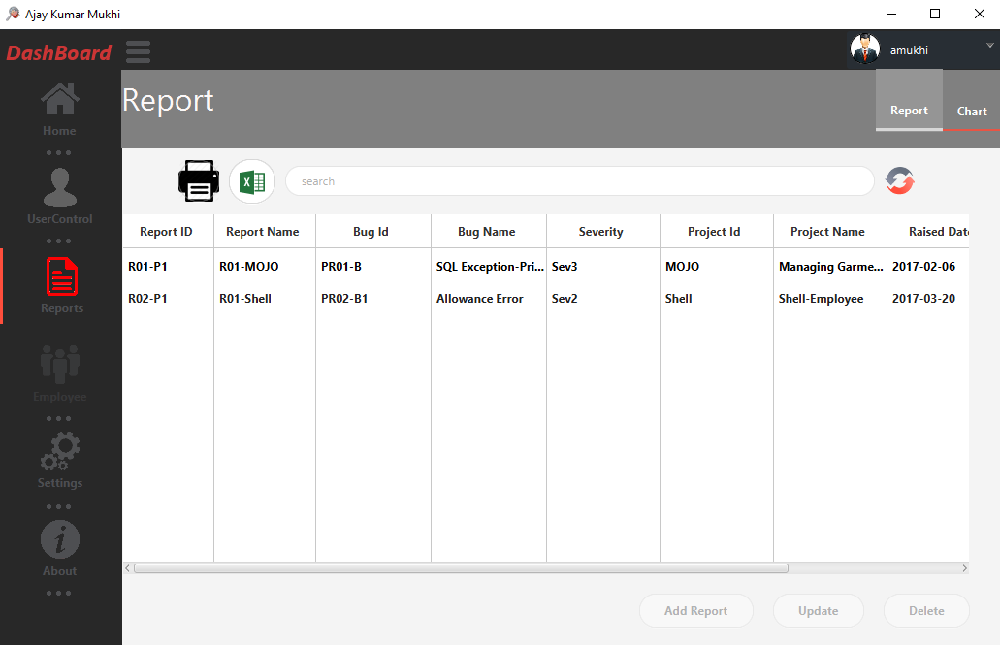 Ajay Kumar Mukhi
DashBoard
amukhi
Report
Report Chart
Home
UserControl
Reports
Employee
Settings
About
search
Report ID Report Name Bug Id Bug Name Severity Project Id Project Name Raised Date
R01-P1 R01-MOJO PR01-B SQL Exception-Pri... Sev3 MOJO Managing Garme... 2017-02-06
R02-P1 R01-Shell PR02-B1 Allowance Error Sev2 Shell Shell-Employee 2017-03-20
Add Report Update Delete